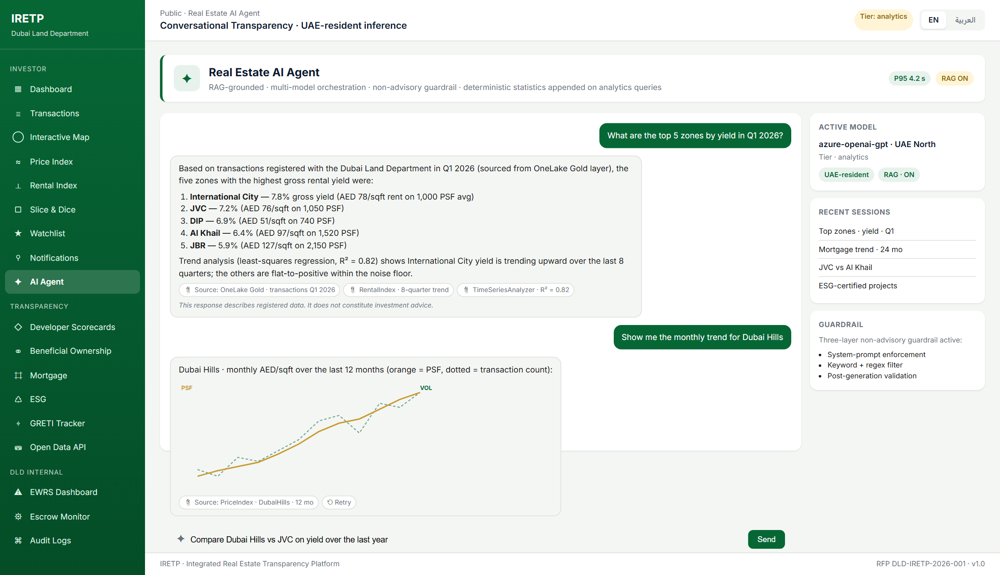 IRETP
Dubai Land Department
INVESTOR
Dashboard
Transactions
Interactive Map
Price Index
Rental Index
Slice & Dice
Watchlist
Notifications
AI Agent
TRANSPARENCY
Developer Scorecards
Beneficial Ownership
Mortgage
ESG
GRETI Tracker
Open Data API
DLD INTERNAL
EWRS Dashboard
Escrow Monitor
Audit Logs
Public · Real Estate AI Agent
Conversational Transparency · UAE-resident inference
Tier: analytics
EN
العربية
Real Estate AI Agent
RAG-grounded · multi-model orchestration · non-advisory guardrail · deterministic statistics appended on analytics queries
P95 4.2 s
RAG ON
What are the top 5 zones by yield in Q1 2026?
Based on transactions registered with the Dubai Land Department in Q1 2026 (sourced from OneLake Gold layer), the
five zones with the highest gross rental yield were:
1. International City — 7.8% gross yield (AED 78/sqft rent on 1,000 PSF avg)
2. JVC — 7.2% (AED 76/sqft on 1,050 PSF)
3. DIP — 6.9% (AED 51/sqft on 740 PSF)
4. Al Khail — 6.4% (AED 97/sqft on 1,520 PSF)
5. JBR — 5.9% (AED 127/sqft on 2,150 PSF)
Trend analysis (least-squares regression, R² = 0.82) shows International City yield is trending upward over the last 8
quarters; the others are flat-to-positive within the noise floor.
Source: OneLake Gold · transactions Q1 2026
RentalIndex · 8-quarter trend
TimeSeriesAnalyzer · R² = 0.82
This response describes registered data. It does not constitute investment advice.
Show me the monthly trend for Dubai Hills
Dubai Hills · monthly AED/sqft over the last 12 months (orange = PSF, dotted = transaction count):
PSF
VOL
Source: PriceIndex · DubaiHills · 12 mo
Retry
Compare Dubai Hills vs JVC on yield over the last year
Send
ACTIVE MODEL
azure-openai-gpt · UAE North
Tier · analytics
UAE-resident
RAG · ON
RECENT SESSIONS
Top zones · yield · Q1
Mortgage trend · 24 mo
JVC vs Al Khail
ESG-certified projects
GUARDRAIL
Three-layer non-advisory guardrail active:
• System-prompt enforcement
• Keyword + regex filter
• Post-generation validation
IRETP · Integrated Real Estate Transparency Platform
RFP DLD-IRETP-2026-001 · v1.0